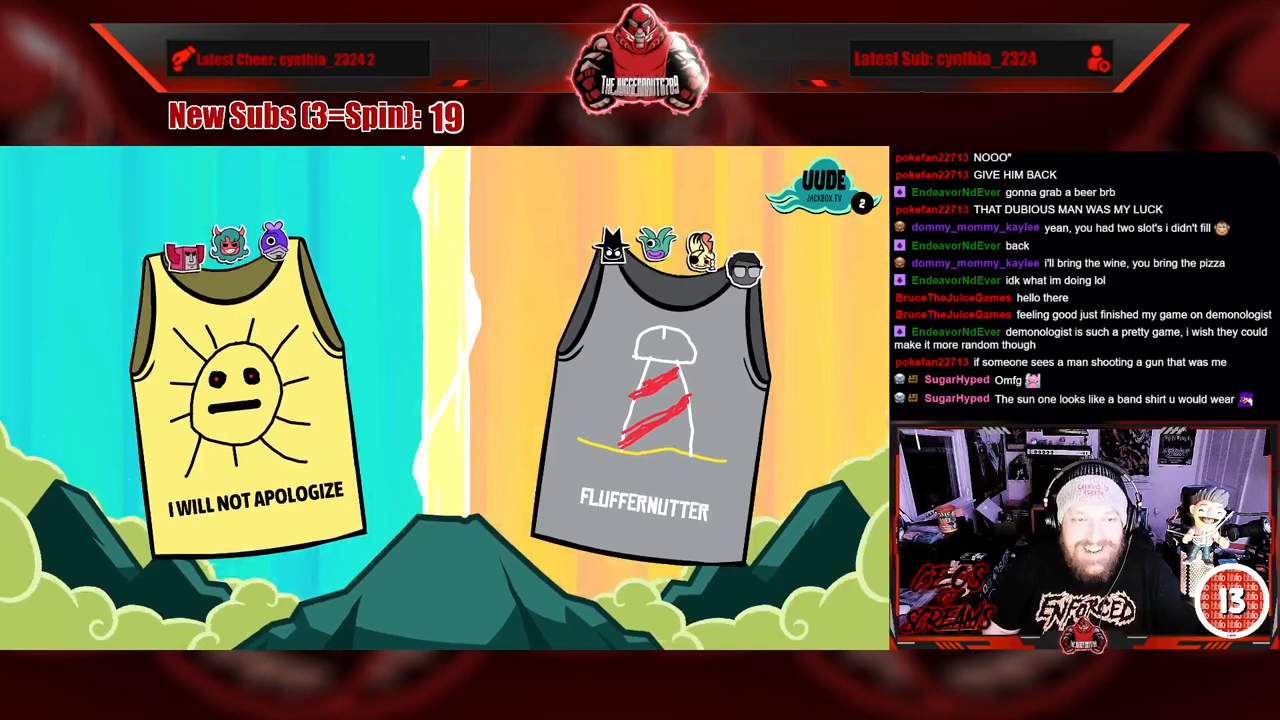 Latest Cheer: cynthia_2324 2
THEJUGGERNAUT6789
Latest Sub: cynthia_2324
New Subs (3=Spin): 19
UUDE
JACKBOX.TV
2
I WILL NOT APOLOGIZE
FLUFFERNUTTER
pokefan22713 NOOO"
pokefan22713 GIVE HIM BACK
EndeavorNdEver gonna grab a beer brb
pokefan22713 THAT DUBIOUS MAN WAS MY LUCK
dommy_mommy_kaylee yean, you had two slot's i didn't fill
EndeavorNdEver back
dommy_mommy_kaylee i'll bring the wine, you bring the pizza
EndeavorNdEver idk what im doing lol
BruceTheJuiceGames hello there
BruceTheJuiceGames feeling good just finished my game on demonologist
EndeavorNdEver demonologist is such a pretty game, i wish they could
make it more random though
pokefan22713 if someone sees a man shooting a gun that was me
SugarHyped Omfg
SugarHyped The sun one looks like a band shirt u would wear
SCREAMS
ENFORCED
13